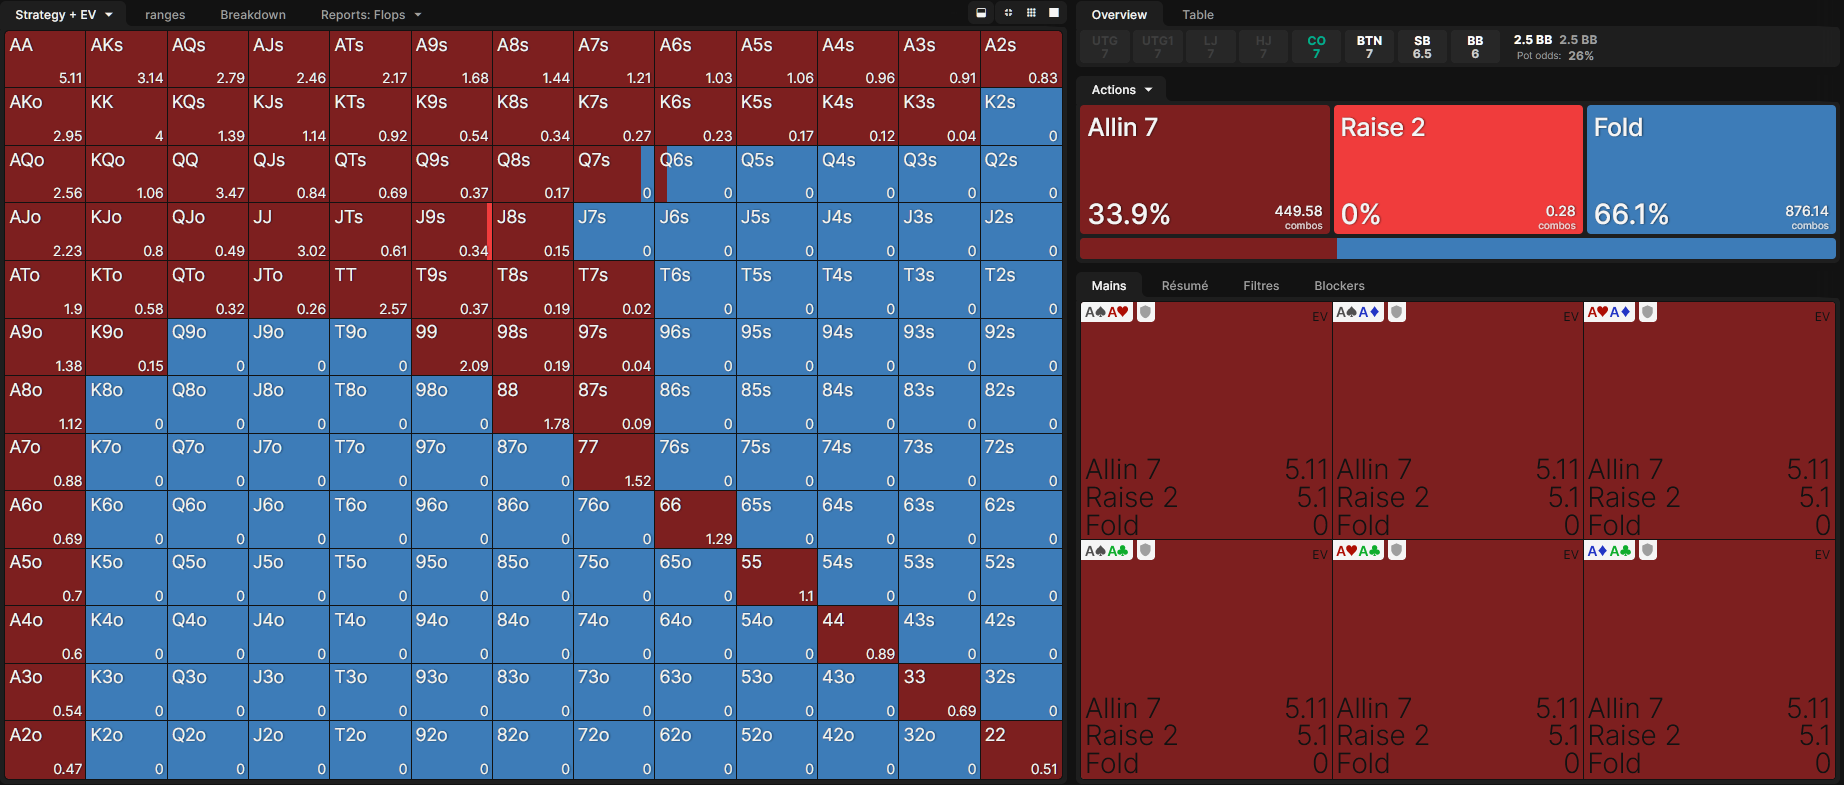 Strategy + EV ranges Breakdown Reports: Flops
AA AKs AQs AJs ATs A9s A8s A7s A6s A5s A4s A3s A2s
5.11 3.14 2.79 2.46 2.17 1.68 1.44 1.21 1.03 1.06 0.96 0.91 0.83
AKo KK KQs KJs KTs K9s K8s K7s K6s K5s K4s K3s K2s
2.95 4 1.39 1.14 0.92 0.54 0.34 0.27 0.23 0.17 0.12 0.04 0
AQo KQo QQ QJs QTs Q9s Q8s Q7s Q6s Q5s Q4s Q3s Q2s
2.56 1.06 3.47 0.84 0.69 0.37 0.17 0 0 0 0 0 0
AJo KJo QJo JJ JTs J9s J8s J7s J6s J5s J4s J3s J2s
2.23 0.8 0.49 3.02 0.61 0.34 0.15 0 0 0 0 0 0
ATo KTo QTo JTo TT T9s T8s T7s T6s T5s T4s T3s T2s
1.9 0.58 0.32 0.26 2.57 0.37 0.19 0.02 0 0 0 0 0
A9o K9o Q9o J9o T9o 99 98s 97s 96s 95s 94s 93s 92s
1.38 0.15 0 0 0 2.09 0.19 0.04 0 0 0 0 0
A8o K8o Q8o J8o T8o 98o 88 87s 86s 85s 84s 83s 82s
1.12 0 0 0 0 0 1.78 0.09 0 0 0 0 0
A7o K7o Q7o J7o T7o 97o 87o 77 76s 75s 74s 73s 72s
0.88 0 0 0 0 0 0 1.52 0 0 0 0 0
A6o K6o Q6o J6o T6o 96o 86o 76o 66 65s 64s 63s 62s
0.69 0 0 0 0 0 0 0 1.29 0 0 0 0
A5o K5o Q5o J5o T5o 95o 85o 75o 65o 55 54s 53s 52s
0.7 0 0 0 0 0 0 0 0 1.1 0 0 0
A4o K4o Q4o J4o T4o 94o 84o 74o 64o 54o 44 43s 42s
0.6 0 0 0 0 0 0 0 0 0 0.89 0 0
A3o K3o Q3o J3o T3o 93o 83o 73o 63o 53o 43o 33 32s
0.54 0 0 0 0 0 0 0 0 0 0 0.69 0
A2o K2o Q2o J2o T2o 92o 82o 72o 62o 52o 42o 32o 22
0.47 0 0 0 0 0 0 0 0 0 0 0 0.51
Overview Table
UTG UTG1 LJ HJ CO BTN SB BB 2.5 BB 2.5 BB
7 7 7 7 7 7 6.5 6 Pot odds: 26%
Actions
Allin 7 Raise 2 Fold
33.9% 449.58 combos 0% 0.28 combos 66.1% 876.14 combos
Mains Résumé Filtres Blockers
A♠A♥ EV A♠A♦ EV A♥A♦ EV
Allin 7 5.11 Allin 7 5.11 Allin 7 5.11
Raise 2 5.1 Raise 2 5.1 Raise 2 5.1
Fold 0 Fold 0 Fold 0
A♠A♣ EV A♥A♣ EV A♦A♣ EV
Allin 7 5.11 Allin 7 5.11 Allin 7 5.11
Raise 2 5.1 Raise 2 5.1 Raise 2 5.1
Fold 0 Fold 0 Fold 0